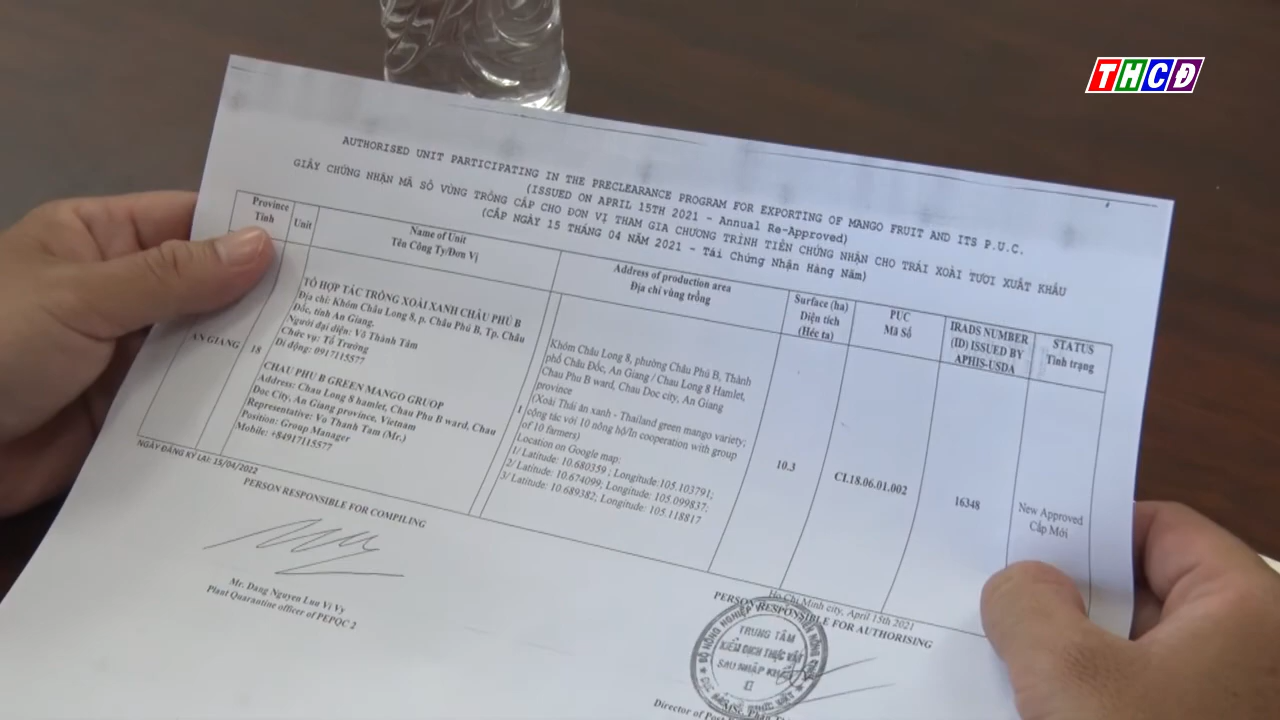 THCĐ
AUTHORISED UNIT PARTICIPATING IN THE PRECLEARANCE PROGRAM FOR EXPORTING OF MANGO FRUIT AND ITS P.U.C.
(ISSUED ON APRIL 15TH 2021 - Annual Re-Approved)
GIẤY CHỨNG NHẬN MÃ SỐ VÙNG TRỒNG CẤP CHO ĐƠN VỊ THAM GIA CHƯƠNG TRÌNH TIỀN CHỨNG NHẬN CHO TRÁI XOÀI TƯƠI XUẤT KHẨU
(CẤP NGÀY 15 THÁNG 04 NĂM 2021 - Tái Chứng Nhận Hàng Năm)
Province
Tỉnh
Unit
Name of Unit
Tên Công Ty/Đơn Vị
Address of production area
Địa chỉ vùng trồng
Surface (ha)
Diện tích
(Héc ta)
PUC
Mã Số
IRADS NUMBER
(ID) ISSUED BY
APHIS-USDA
STATUS
Tình trạng
AN GIANG
18
TỔ HỢP TÁC TRỒNG XOÀI XANH CHÂU PHÚ B
Địa chỉ: Khóm Châu Long 8, p. Châu Phú B, Tp. Châu
Đốc, tỉnh An Giang.
Người đại diện: Võ Thành Tâm
Chức vụ: Tổ Trưởng
Di động: 0917115577
CHAU PHU B GREEN MANGO GRUOP
Address: Chau Long 8 hamlet, Chau Phu B ward, Chau
Doc City, An Giang province, Vietnam
Representative: Vo Thanh Tam (Mr.)
Position: Group Manager
Mobile: +84917115577
1
Khóm Châu Long 8, phường Châu Phú B, Thành
phố Châu Đốc, An Giang / Chau Long 8 Hamlet,
Chau Phu B ward, Chau Doc city, An Giang
province
(Xoài Thái ăn xanh - Thailand green mango variety;
cộng tác với 10 nông hộ/In cooperation with group
of 10 farmers)
Location on Google map:
1/ Latitude: 10.680359 ; Longitude:105.103791;
2/ Latitude: 10.674099; Longitude: 105.099837;
3/ Latitude: 10.689382; Longitude: 105.118817
10.3
CI.18.06.01.002
16348
New Approved
Cấp Mới
NGÀY ĐĂNG KÝ LẠI: 15/04/2022
PERSON RESPONSIBLE FOR COMPILING
Mr. Dang Nguyen Luu Vi Vy
Plant Quarantine officer of PEPQC 2
Ho Chi Minh city, April 15th 2021
PERSON RESPONSIBLE FOR AUTHORISING
TRUNG TÂM
KIỂM DỊCH THỰC VẬT
SAU NHẬP KHẨU
II
MSc. Phan
Director of Post